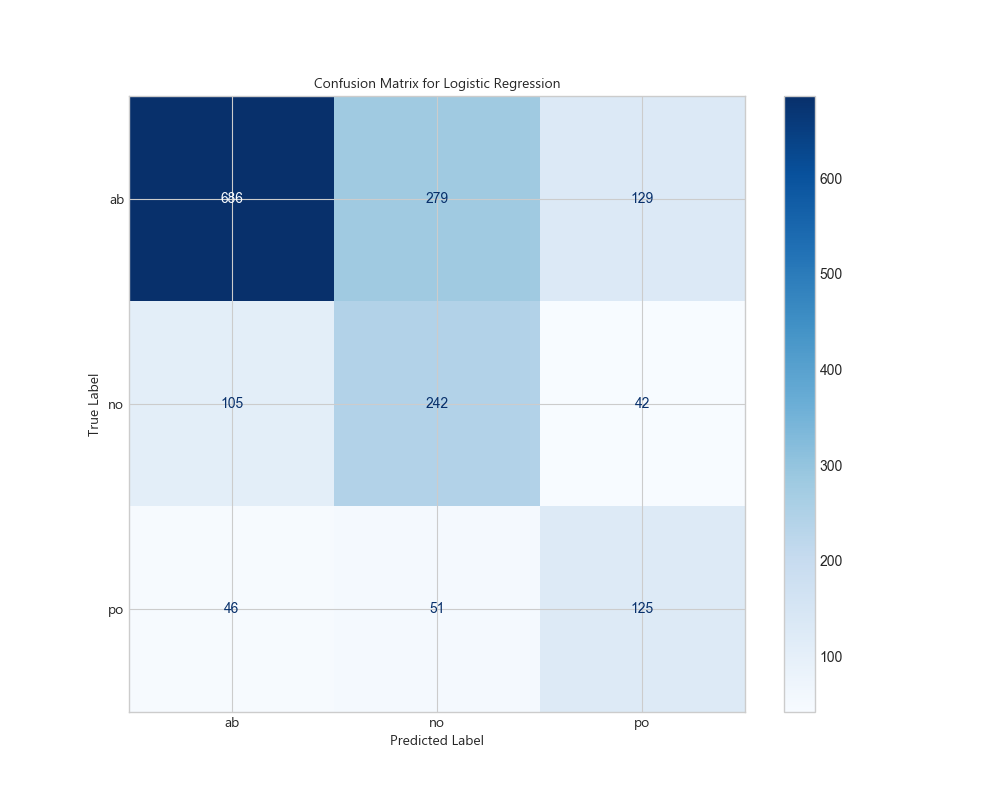 Confusion Matrix for Logistic Regression
ab 686 279 129
no 105 242 42
po 46 51 125
ab no po
Predicted Label
True Label
600
500
400
300
200
100